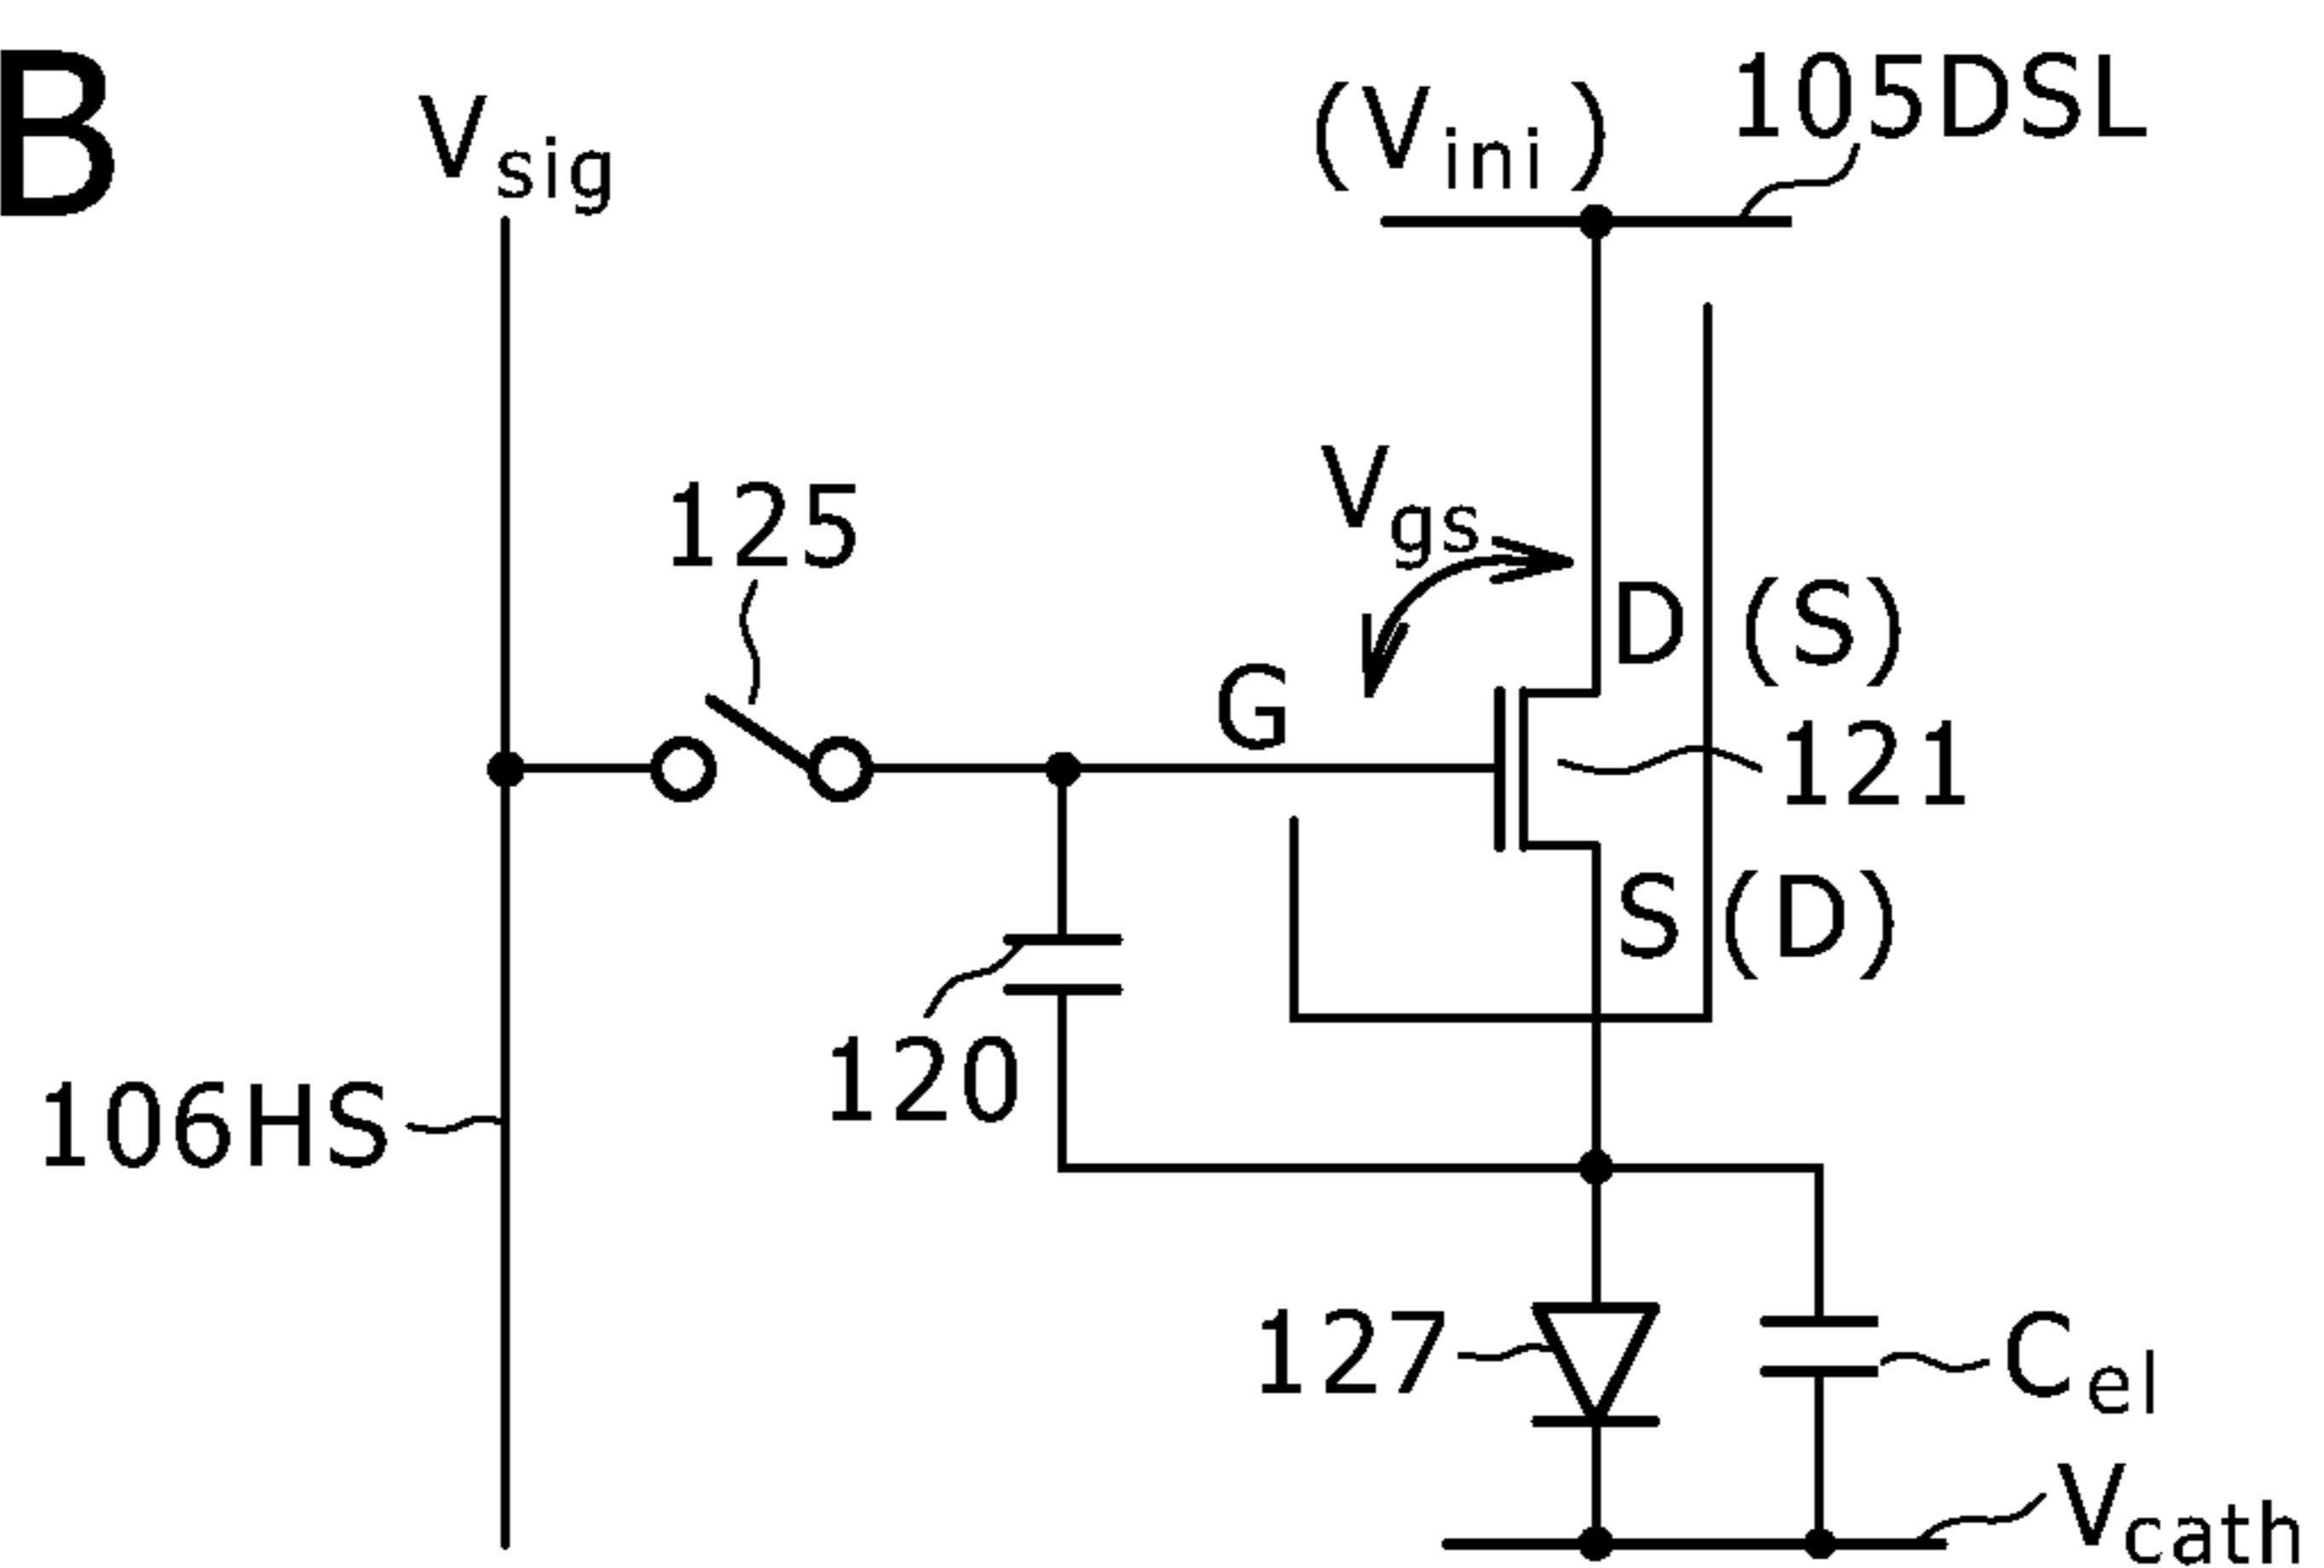 B
Vsig
(Vini)
105DSL
125
Vgs
D (S)
G
121
S (D)
120
106HS
127
Cel
Vcath